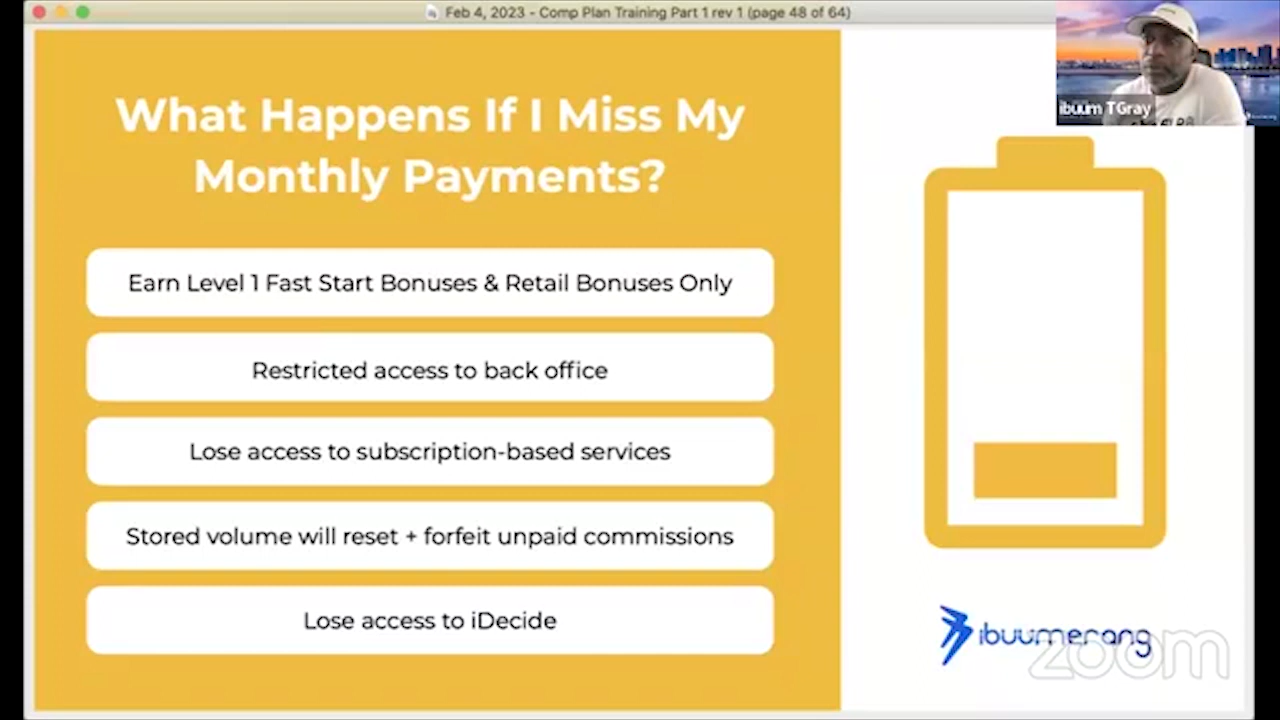 Feb 4, 2023 - Comp Plan Training Part 1 rev 1 (page 48 of 64)
What Happens If I Miss My
Monthly Payments?
Earn Level 1 Fast Start Bonuses & Retail Bonuses Only
Restricted access to back office
Lose access to subscription-based services
Stored volume will reset + forfeit unpaid commissions
Lose access to iDecide
ibuum TGray
ibuumerang
zoom